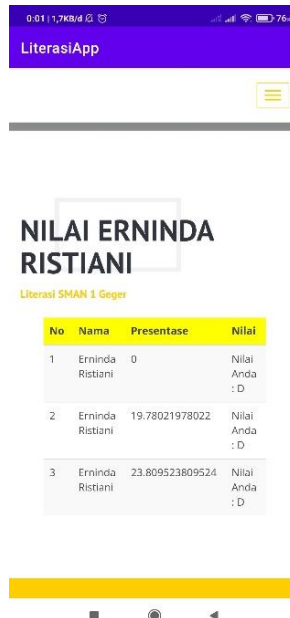 0:01 | 1,7KB/d
76
LiterasiApp
NILAI ERNINDA
RISTIANI
Literasi SMAN 1 Geger
No Nama Presentase Nilai
1 Erninda 0 Nilai
Ristiani Anda
: D
2 Erninda 19.78021978022 Nilai
Ristiani Anda
: D
3 Erninda 23.809523809524 Nilai
Ristiani Anda
: D